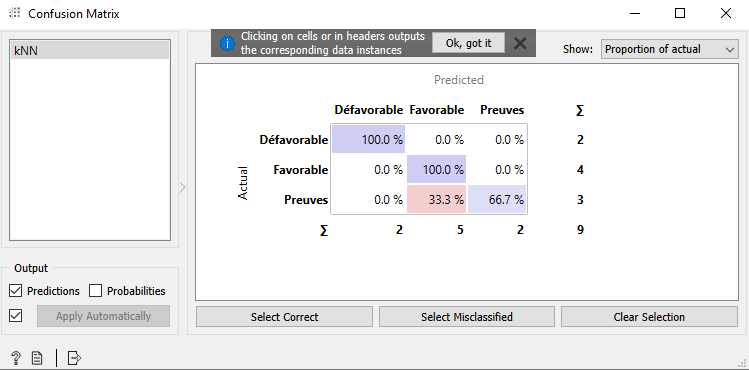 Confusion Matrix
kNN
Clicking on cells or in headers outputs
the corresponding data instances
Ok, got it
Show: Proportion of actual
Predicted
Défavorable Favorable Preuves Σ
Défavorable 100.0 % 0.0 % 0.0 % 2
Favorable 0.0 % 100.0 % 0.0 % 4
Preuves 0.0 % 33.3 % 66.7 % 3
Σ 2 5 2 9
Actual
Output
Predictions Probabilities
Apply Automatically
Select Correct Select Misclassified Clear Selection